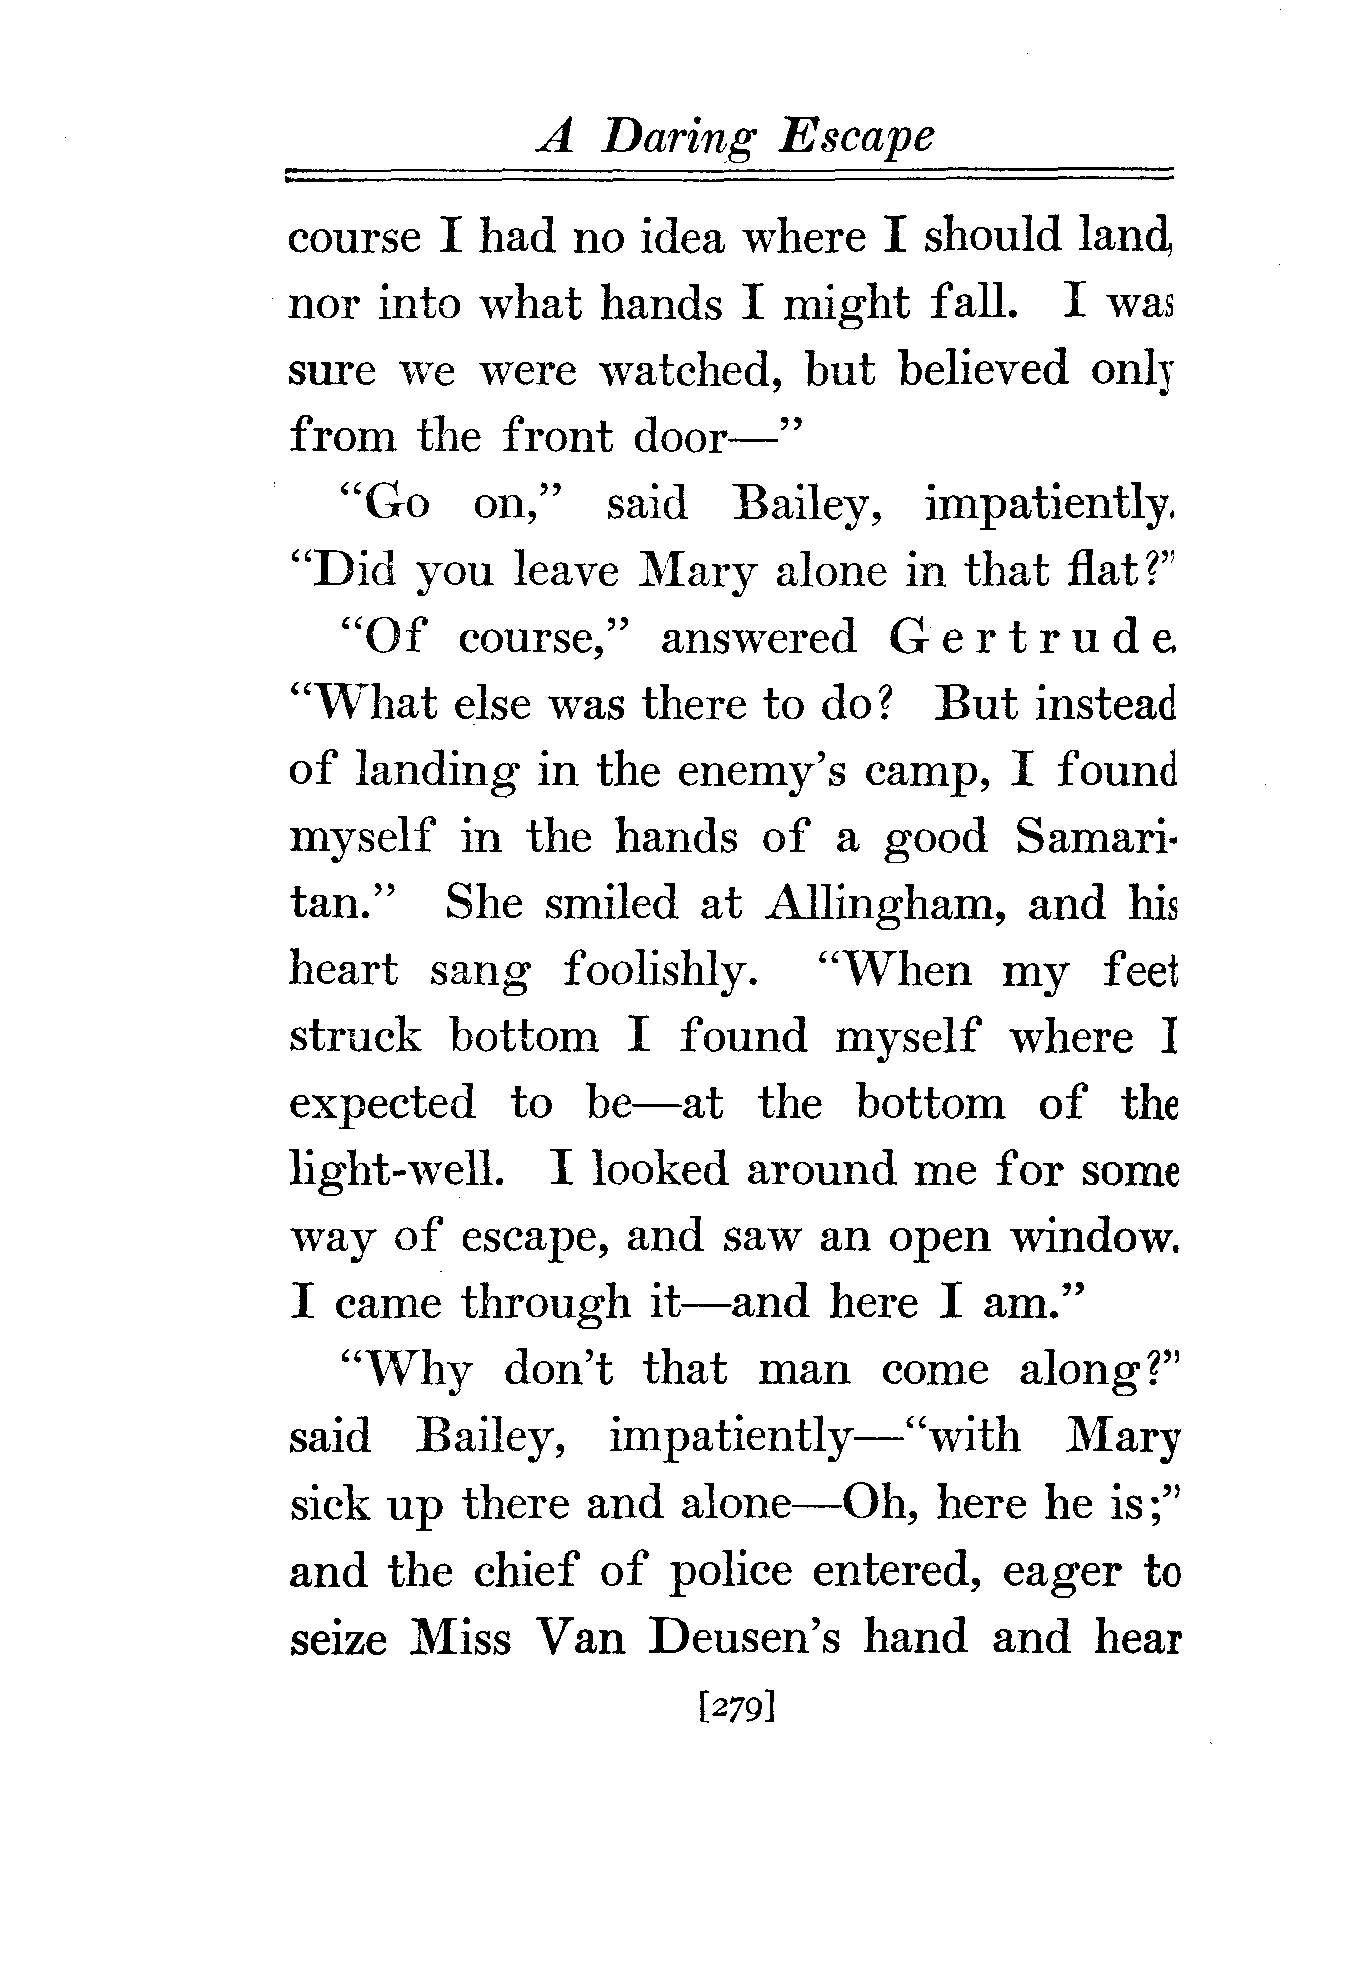 A Daring Escape
course I had no idea where I should land,
nor into what hands I might fall. I was
sure we were watched, but believed only
from the front door—”
“Go on,” said Bailey, impatiently.
“Did you leave Mary alone in that flat?”
“Of course,” answered Gertrude.
“What else was there to do? But instead
of landing in the enemy’s camp, I found
myself in the hands of a good Samari-
tan.” She smiled at Allingham, and his
heart sang foolishly. “When my feet
struck bottom I found myself where I
expected to be—at the bottom of the
light-well. I looked around me for some
way of escape, and saw an open window.
I came through it—and here I am.”
“Why don’t that man come along?”
said Bailey, impatiently—“with Mary
sick up there and alone—Oh, here he is;”
and the chief of police entered, eager to
seize Miss Van Deusen’s hand and hear
[279]